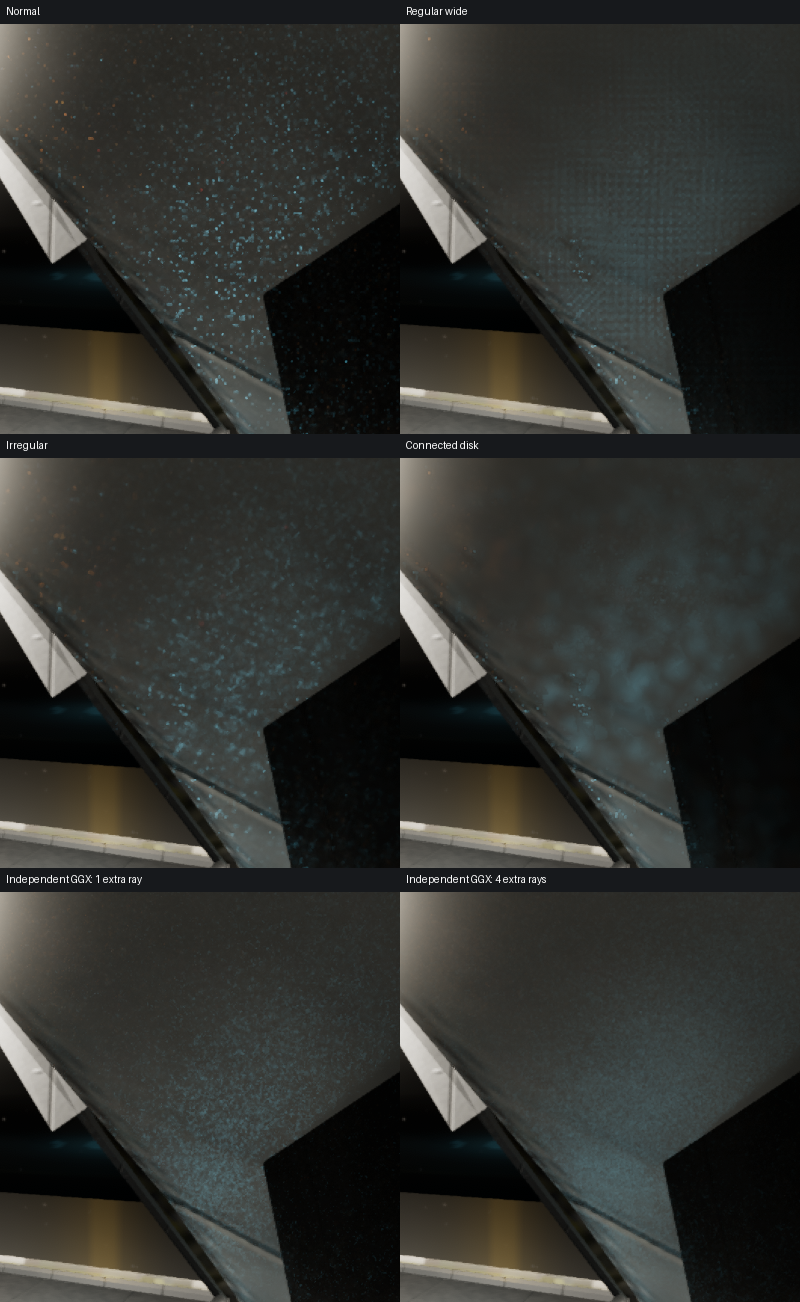 Normal
Regular wide
Irregular
Connected disk
Independent GGX: 1 extra ray
Independent GGX: 4 extra rays